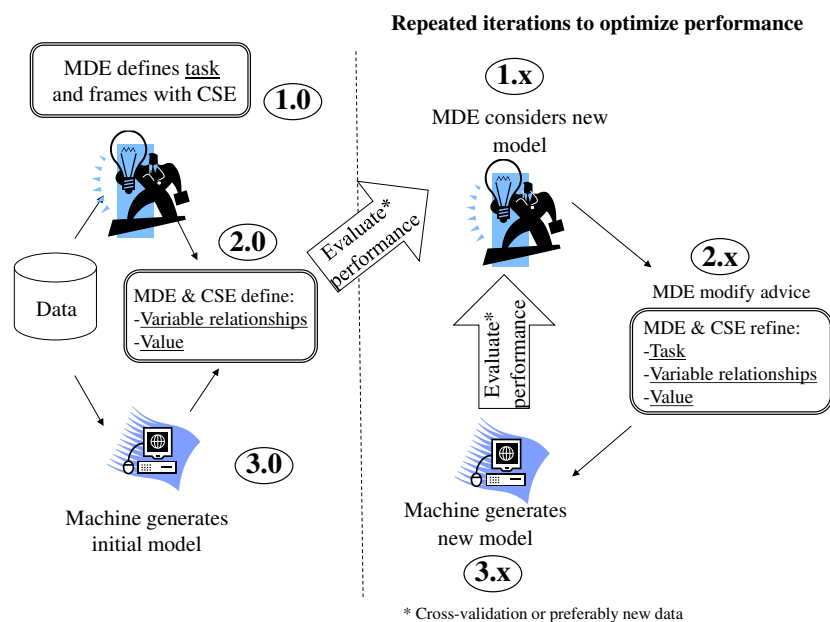 Repeated iterations to optimize performance
MDE defines task
and frames with CSE
1.0
2.0
Data
MDE & CSE define:
-Variable relationships
-Value
3.0
Machine generates
initial model
Evaluate*
performance
1.x
MDE considers new
model
2.x
MDE modify advice
MDE & CSE refine:
-Task
-Variable relationships
-Value
Evaluate*
performance
Machine generates
new model
3.x
* Cross-validation or preferably new data